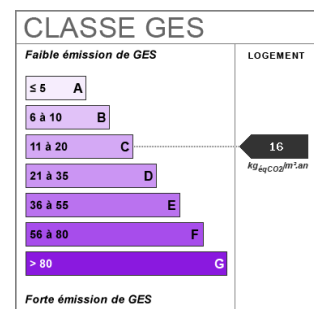 CLASSE GES
Faible émission de GES
LOGEMENT
≤ 5 A
6 à 10 B
11 à 20 C
16
kgéqCO2/m².an
21 à 35 D
36 à 55 E
56 à 80 F
> 80 G
Forte émission de GES